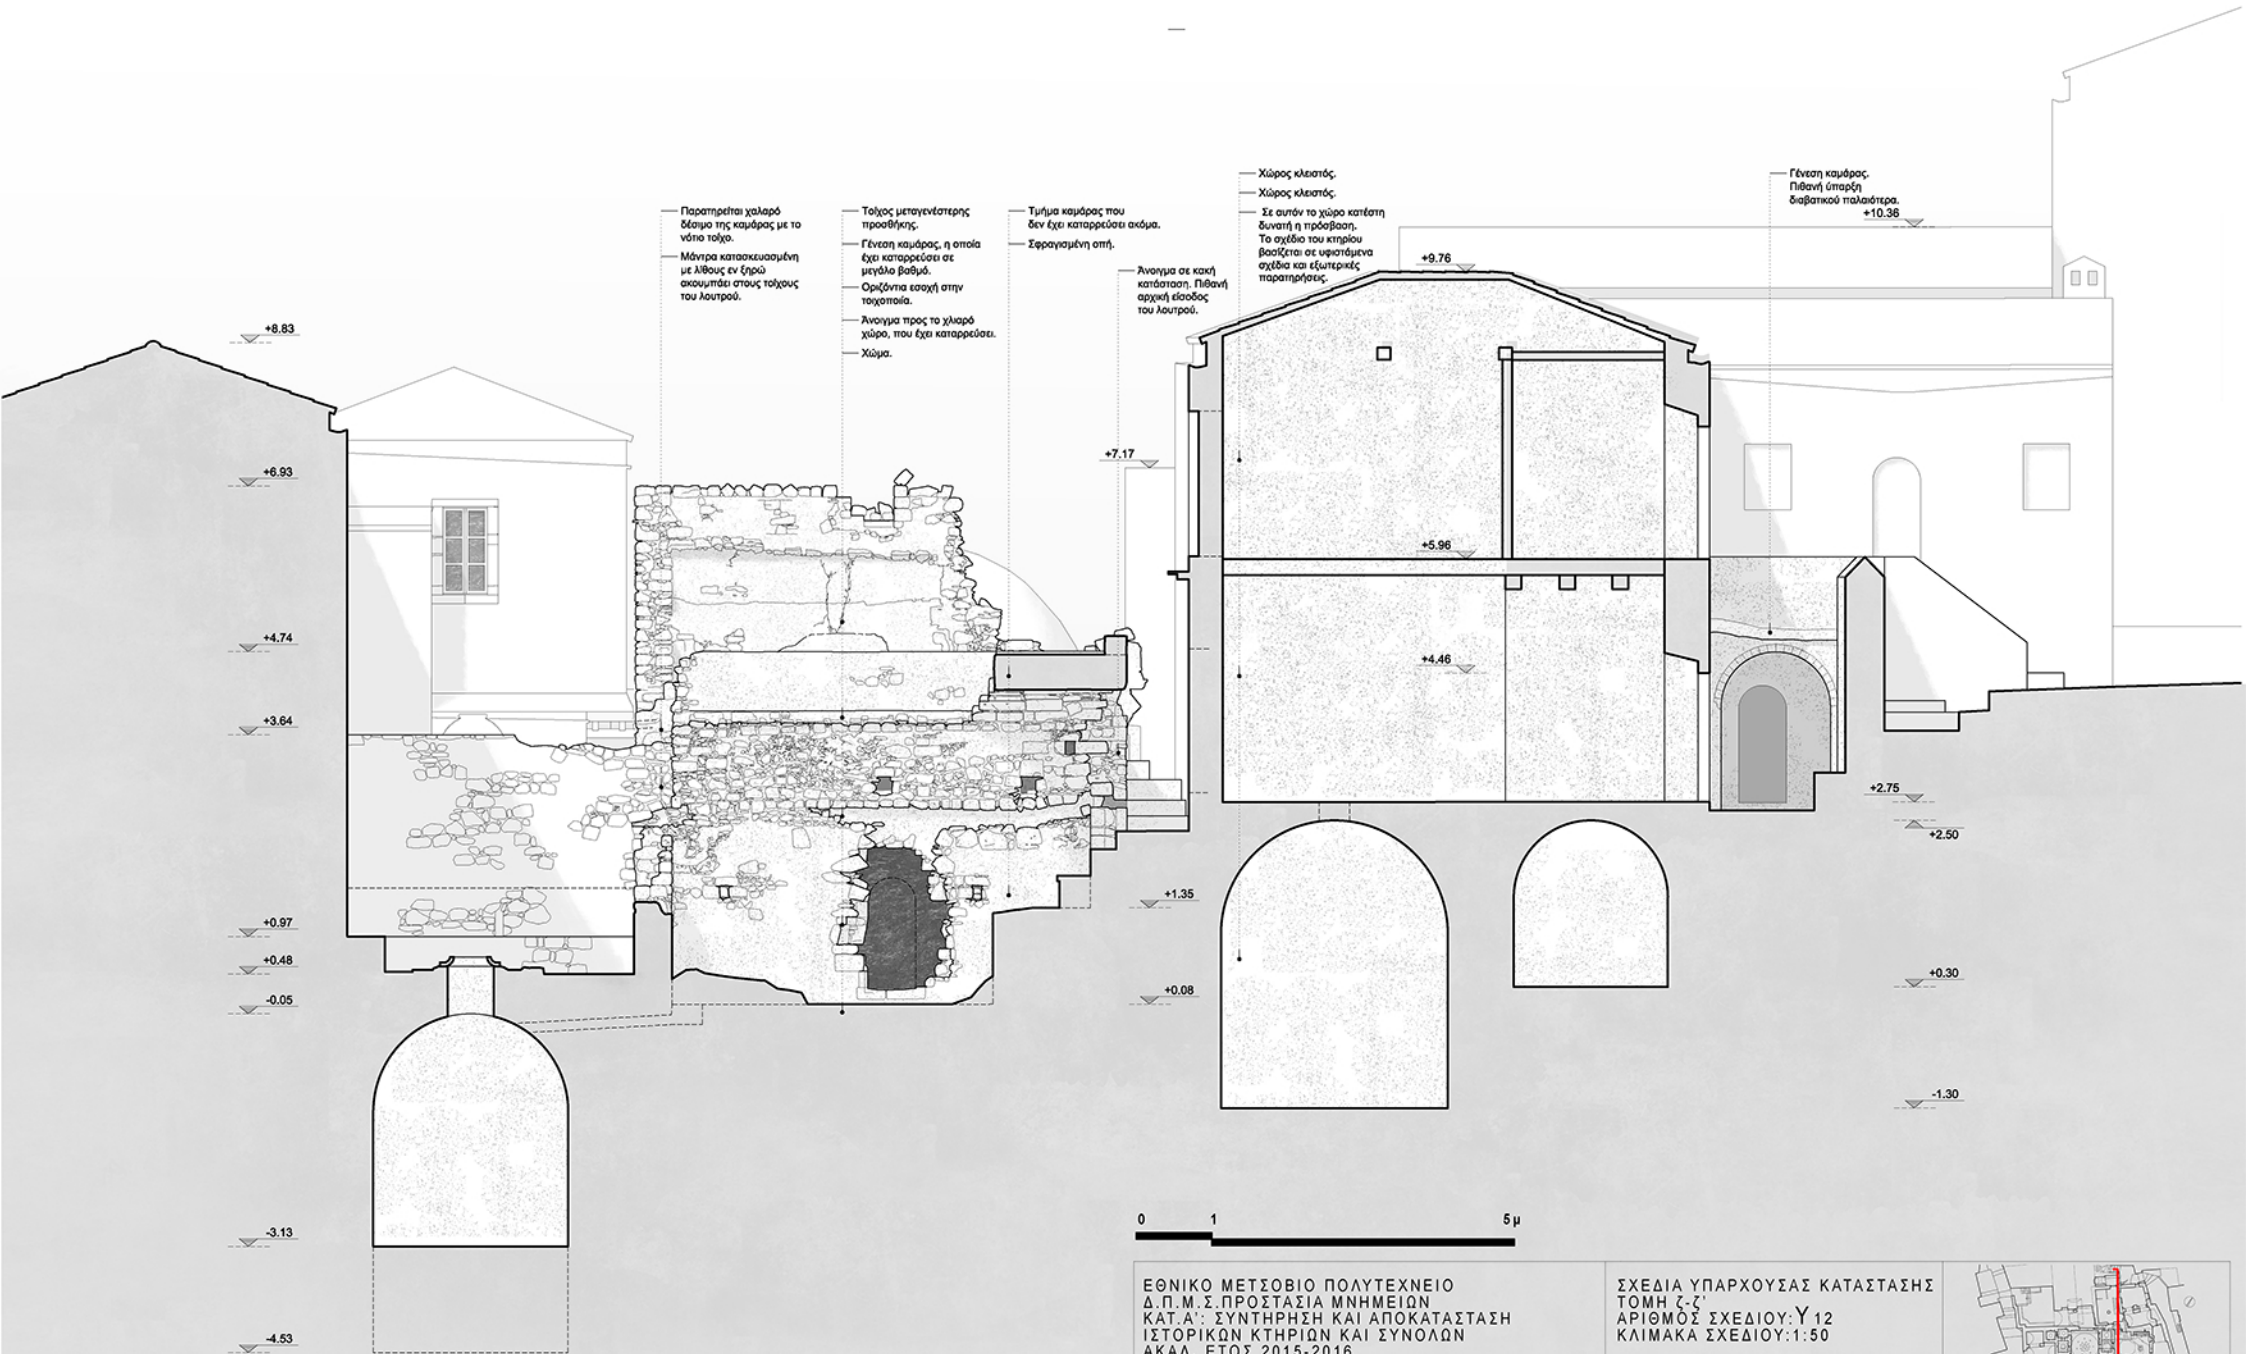 Χώρος κλειστός.
Χώρος κλειστός.
Σε αυτόν το χώρο κατέστη
δυνατή η πρόσβαση.
Το σχέδιο του κτηρίου
βασίζεται σε υφιστάμενα
σχέδια και εξωτερικές
παρατηρήσεις.
Γένεση καμάρας.
Πιθανή ύπαρξη
διαβατικού παλαιότερα.
+10.36
Παρατηρείται χαλαρό
δέσιμο της καμάρας με το
νότιο τοίχο.
Μάντρα κατασκευασμένη
με λίθους εν ξηρώ
ακουμπάει στους τοίχους
του λουτρού.
Τοίχος μεταγενέστερης
προσθήκης.
Γένεση καμάρας, η οποία
έχει καταρρεύσει σε
μεγάλο βαθμό.
Οριζόντια εσοχή στην
τοιχοποιία.
Άνοιγμα προς το χλιαρό
χώρο, που έχει καταρρεύσει.
Χώμα.
Τμήμα καμάρας που
δεν έχει καταρρεύσει ακόμα.
Σφραγισμένη οπή.
Άνοιγμα σε κακή
κατάσταση. Πιθανή
αρχική είσοδος
του λουτρού.
+9.76
+8.83
+7.17
+6.93
+5.96
+4.74
+4.46
+3.64
+2.75
+2.50
+1.35
+0.97
+0.48
+0.30
-0.05
+0.08
-1.30
-3.13
-4.53
0 1 5 μ
ΕΘΝΙΚΟ ΜΕΤΣΟΒΙΟ ΠΟΛΥΤΕΧΝΕΙΟ
Δ.Π.Μ.Σ.ΠΡΟΣΤΑΣΙΑ ΜΝΗΜΕΙΩΝ
ΚΑΤ.Α': ΣΥΝΤΗΡΗΣΗ ΚΑΙ ΑΠΟΚΑΤΑΣΤΑΣΗ
ΙΣΤΟΡΙΚΩΝ ΚΤΗΡΙΩΝ ΚΑΙ ΣΥΝΟΛΩΝ
ΑΚΑΔ. ΕΤΟΣ 2015-2016
ΣΧΕΔΙΑ ΥΠΑΡΧΟΥΣΑΣ ΚΑΤΑΣΤΑΣΗΣ
ΤΟΜΗ ζ-ζ'
ΑΡΙΘΜΟΣ ΣΧΕΔΙΟΥ:Υ 12
ΚΛΙΜΑΚΑ ΣΧΕΔΙΟΥ:1:50